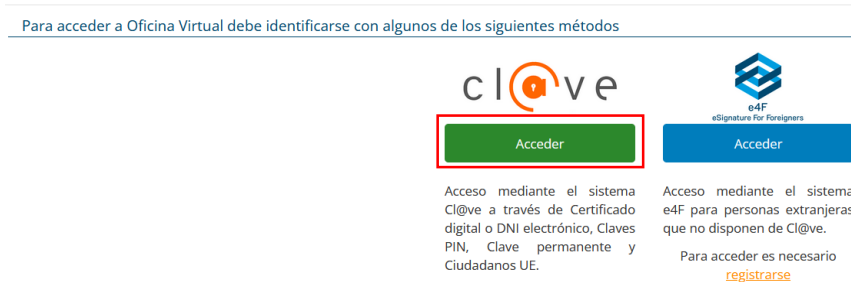 Para acceder a Oficina Virtual debe identificarse con algunos de los siguientes métodos
cl@ve
Acceder
Acceso mediante el sistema
Cl@ve a través de Certificado
digital o DNI electrónico, Claves
PIN, Clave permanente y
Ciudadanos UE.
e4F
eSignature For Foreigners
Acceder
Acceso mediante el sistema
e4F para personas extranjeras
que no disponen de Cl@ve.
Para acceder es necesario
registrarse